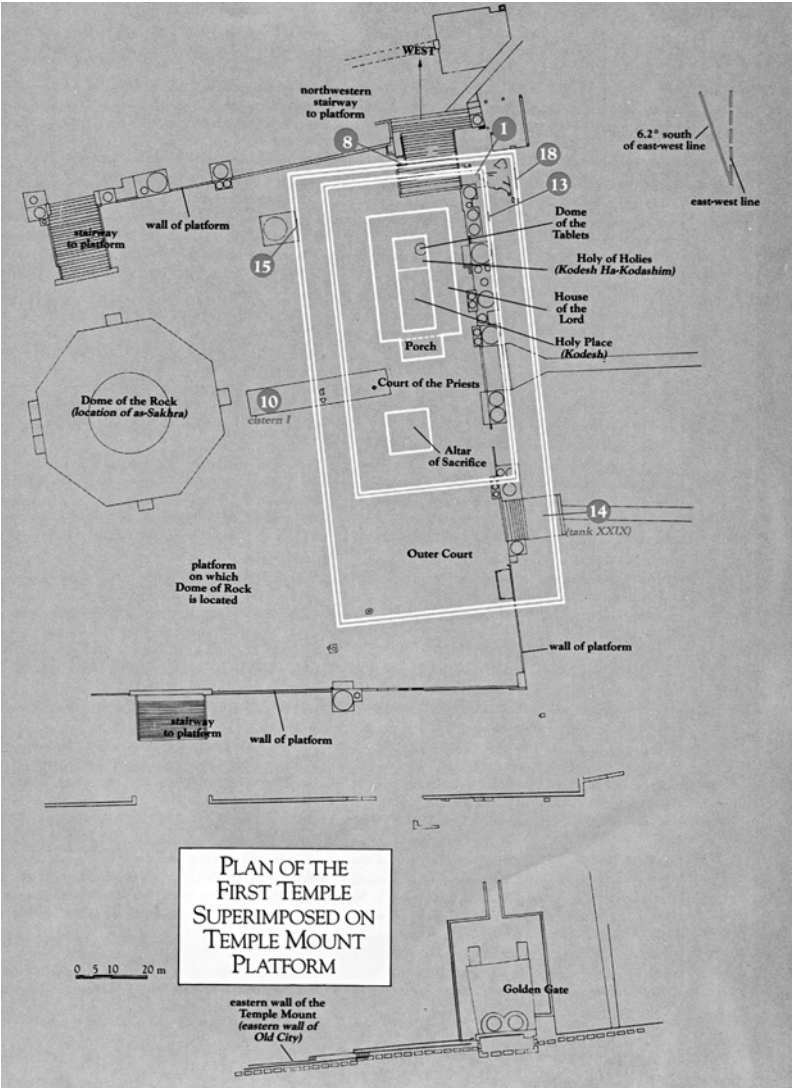 WEST
northwestern
stairway
to platform
8
1
18
13
6.2° south
of east-west line
east-west line
wall of platform
stairway
to platform
15
Dome
of the
Tablets
Holy of Holies
(Kodesh Ha-Kodashim)
House
of the
Lord
Holy Place
(Kodesh)
Porch
Court of the Priests
Dome of the Rock
(location of as-Sakhra)
10
cistern I
Altar
of Sacrifice
14
(tank XXIX)
Outer Court
platform
on which
Dome of Rock
is located
wall of platform
stairway
to platform
wall of platform
PLAN OF THE
FIRST TEMPLE
SUPERIMPOSED ON
TEMPLE MOUNT
PLATFORM
0 5 10 20 m
Golden Gate
eastern wall of the
Temple Mount
(eastern wall of
Old City)